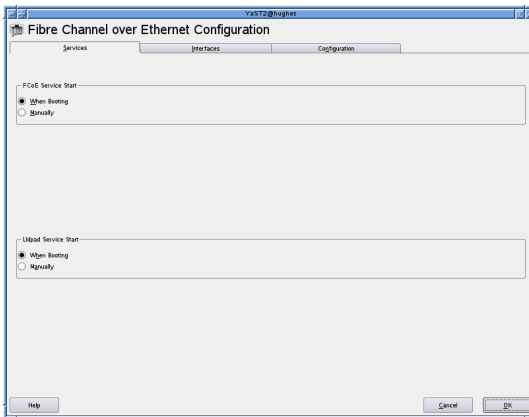 YaST2@hughes
Fibre Channel over Ethernet Configuration
Services
Interfaces
Configuration
FCoE Service Start
When Booting
Manually
Lldpad Service Start
When Booting
Manually
Help
Cancel
OK